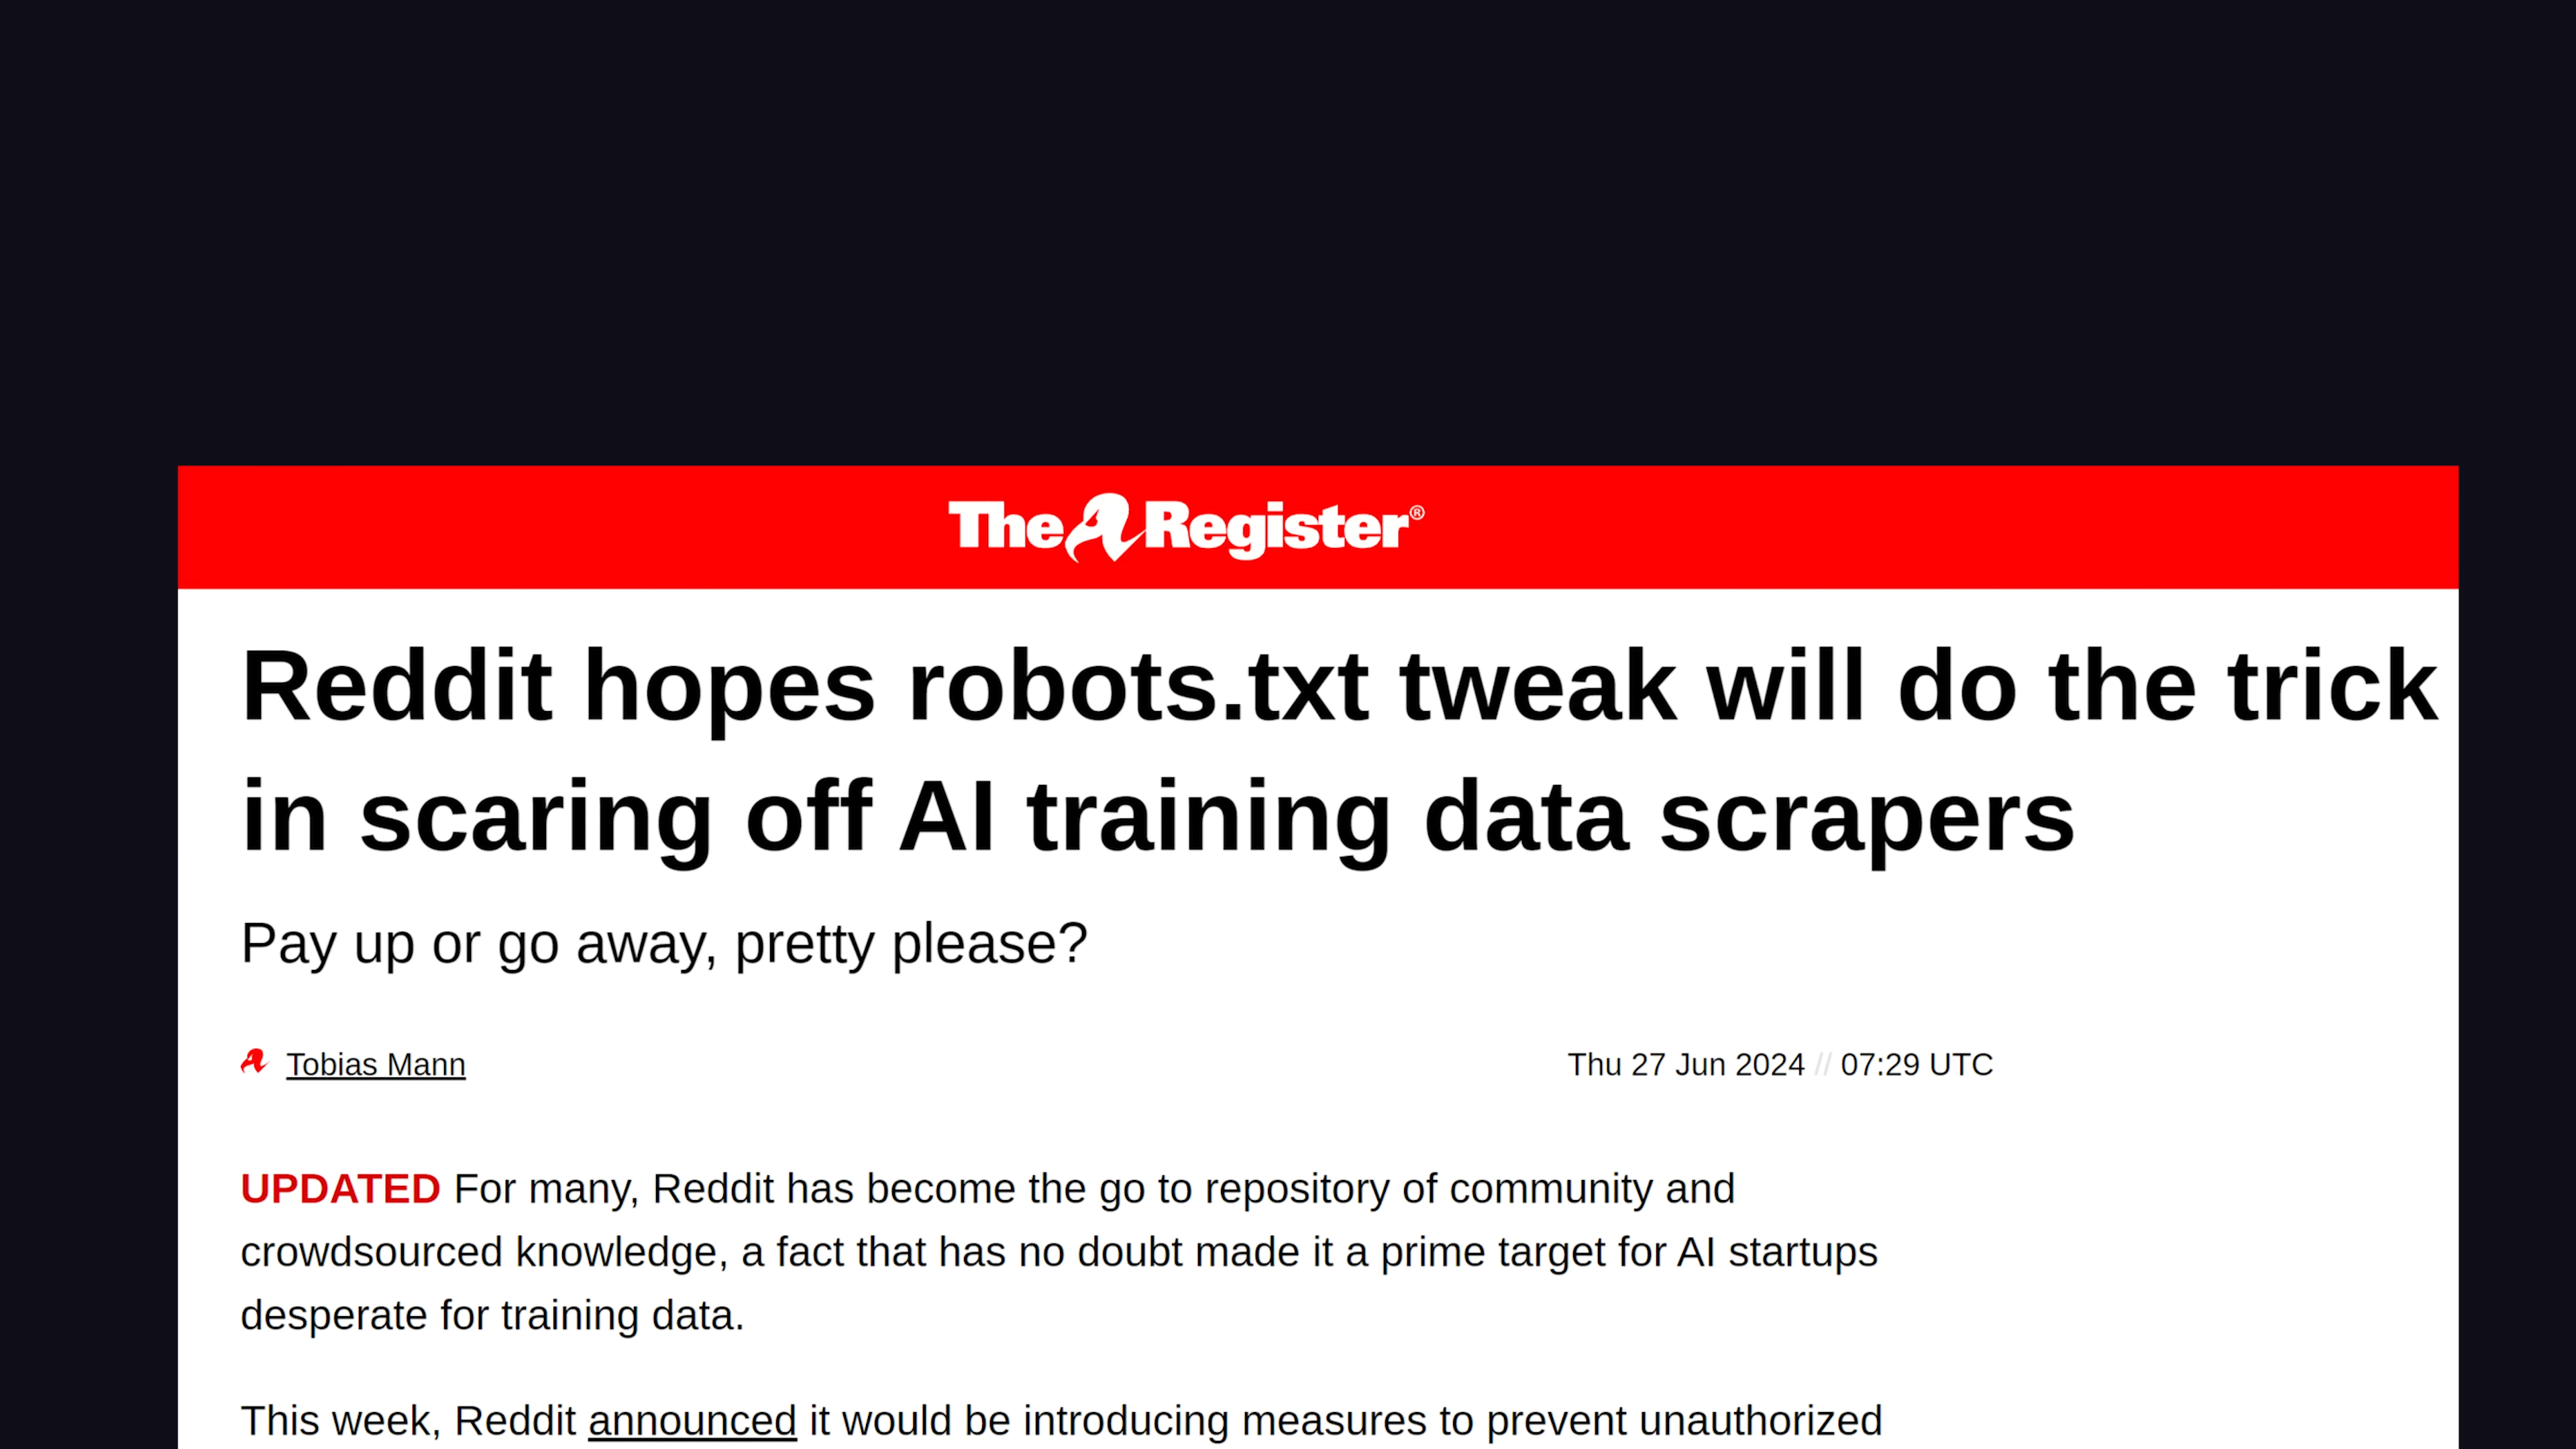 The Register®
Reddit hopes robots.txt tweak will do the trick
in scaring off AI training data scrapers
Pay up or go away, pretty please?
Tobias Mann
Thu 27 Jun 2024 // 07:29 UTC
UPDATED For many, Reddit has become the go to repository of community and
crowdsourced knowledge, a fact that has no doubt made it a prime target for AI startups
desperate for training data.
This week, Reddit announced it would be introducing measures to prevent unauthorized